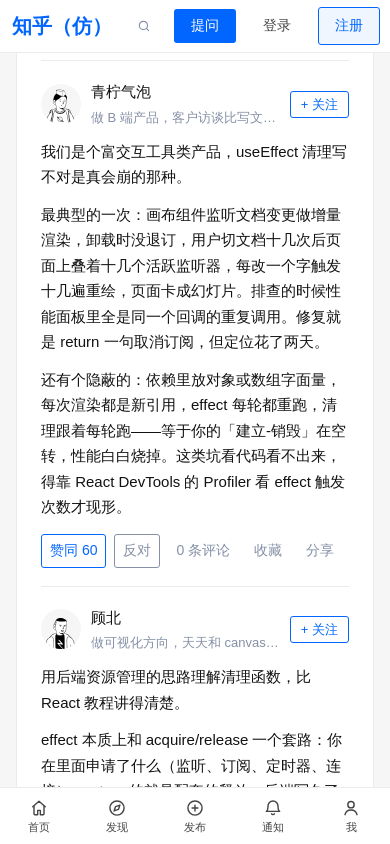 知乎（仿）
提问
登录
注册
青柠气泡
做 B 端产品，客户访谈比写文…
+ 关注
我们是个富交互工具类产品，useEffect 清理写
不对是真会崩的那种。
最典型的一次：画布组件监听文档变更做增量
渲染，卸载时没退订，用户切文档十几次后页
面上叠着十几个活跃监听器，每改一个字触发
十几遍重绘，页面卡成幻灯片。排查的时候性
能面板里全是同一个回调的重复调用。修复就
是 return 一句取消订阅，但定位花了两天。
还有个隐蔽的：依赖里放对象或数组字面量，
每次渲染都是新引用，effect 每轮都重跑，清
理跟着每轮跑——等于你的「建立-销毁」在空
转，性能白白烧掉。这类坑看代码看不出来，
得靠 React DevTools 的 Profiler 看 effect 触发
次数才现形。
赞同 60
反对
0 条评论
收藏
分享
顾北
做可视化方向，天天和 canvas…
+ 关注
用后端资源管理的思路理解清理函数，比
React 教程讲得清楚。
effect 本质上和 acquire/release 一个套路：你
在里面申请了什么（监听、订阅、定时器、连
首页
发现
发布
通知
我